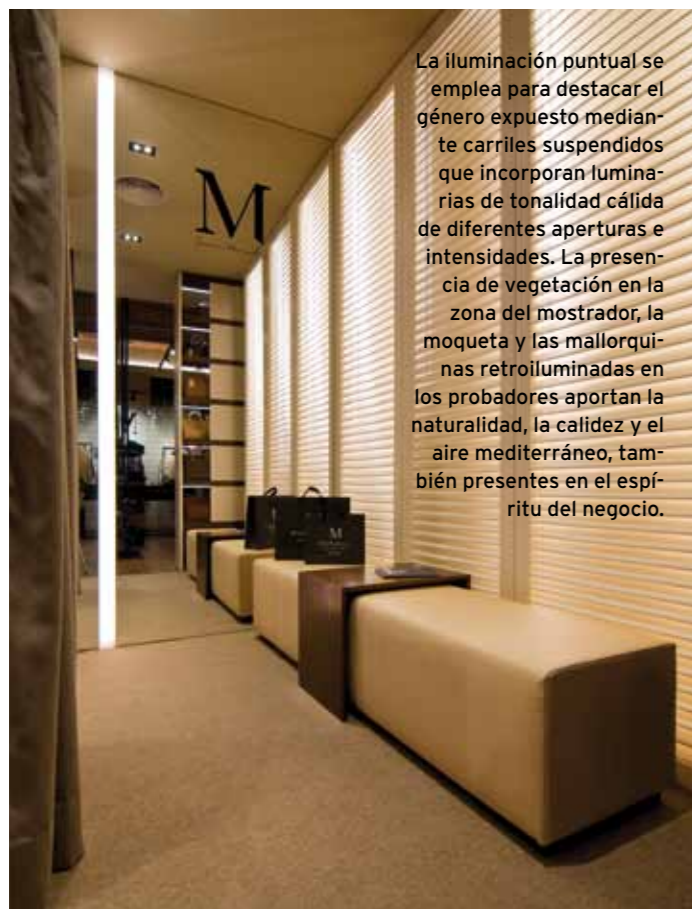 La iluminación puntual se
emplea para destacar el
género expuesto median-
te carriles suspendidos
que incorporan lumina-
rias de tonalidad cálida
de diferentes aperturas e
intensidades. La presen-
cia de vegetación en la
zona del mostrador, la
moqueta y las mallorqui-
nas retroiluminadas en
los probadores aportan la
naturalidad, la calidez y el
aire mediterráneo, tam-
bién presentes en el espí-
ritu del negocio.
M
M